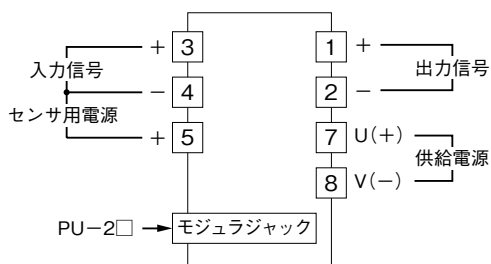 + 3
入力信号
− 4
センサ用電源
+ 5
1 +
出力信号
2 −
7 U(+)
供給電源
8 V(−)
PU−2□ モジュラジャック